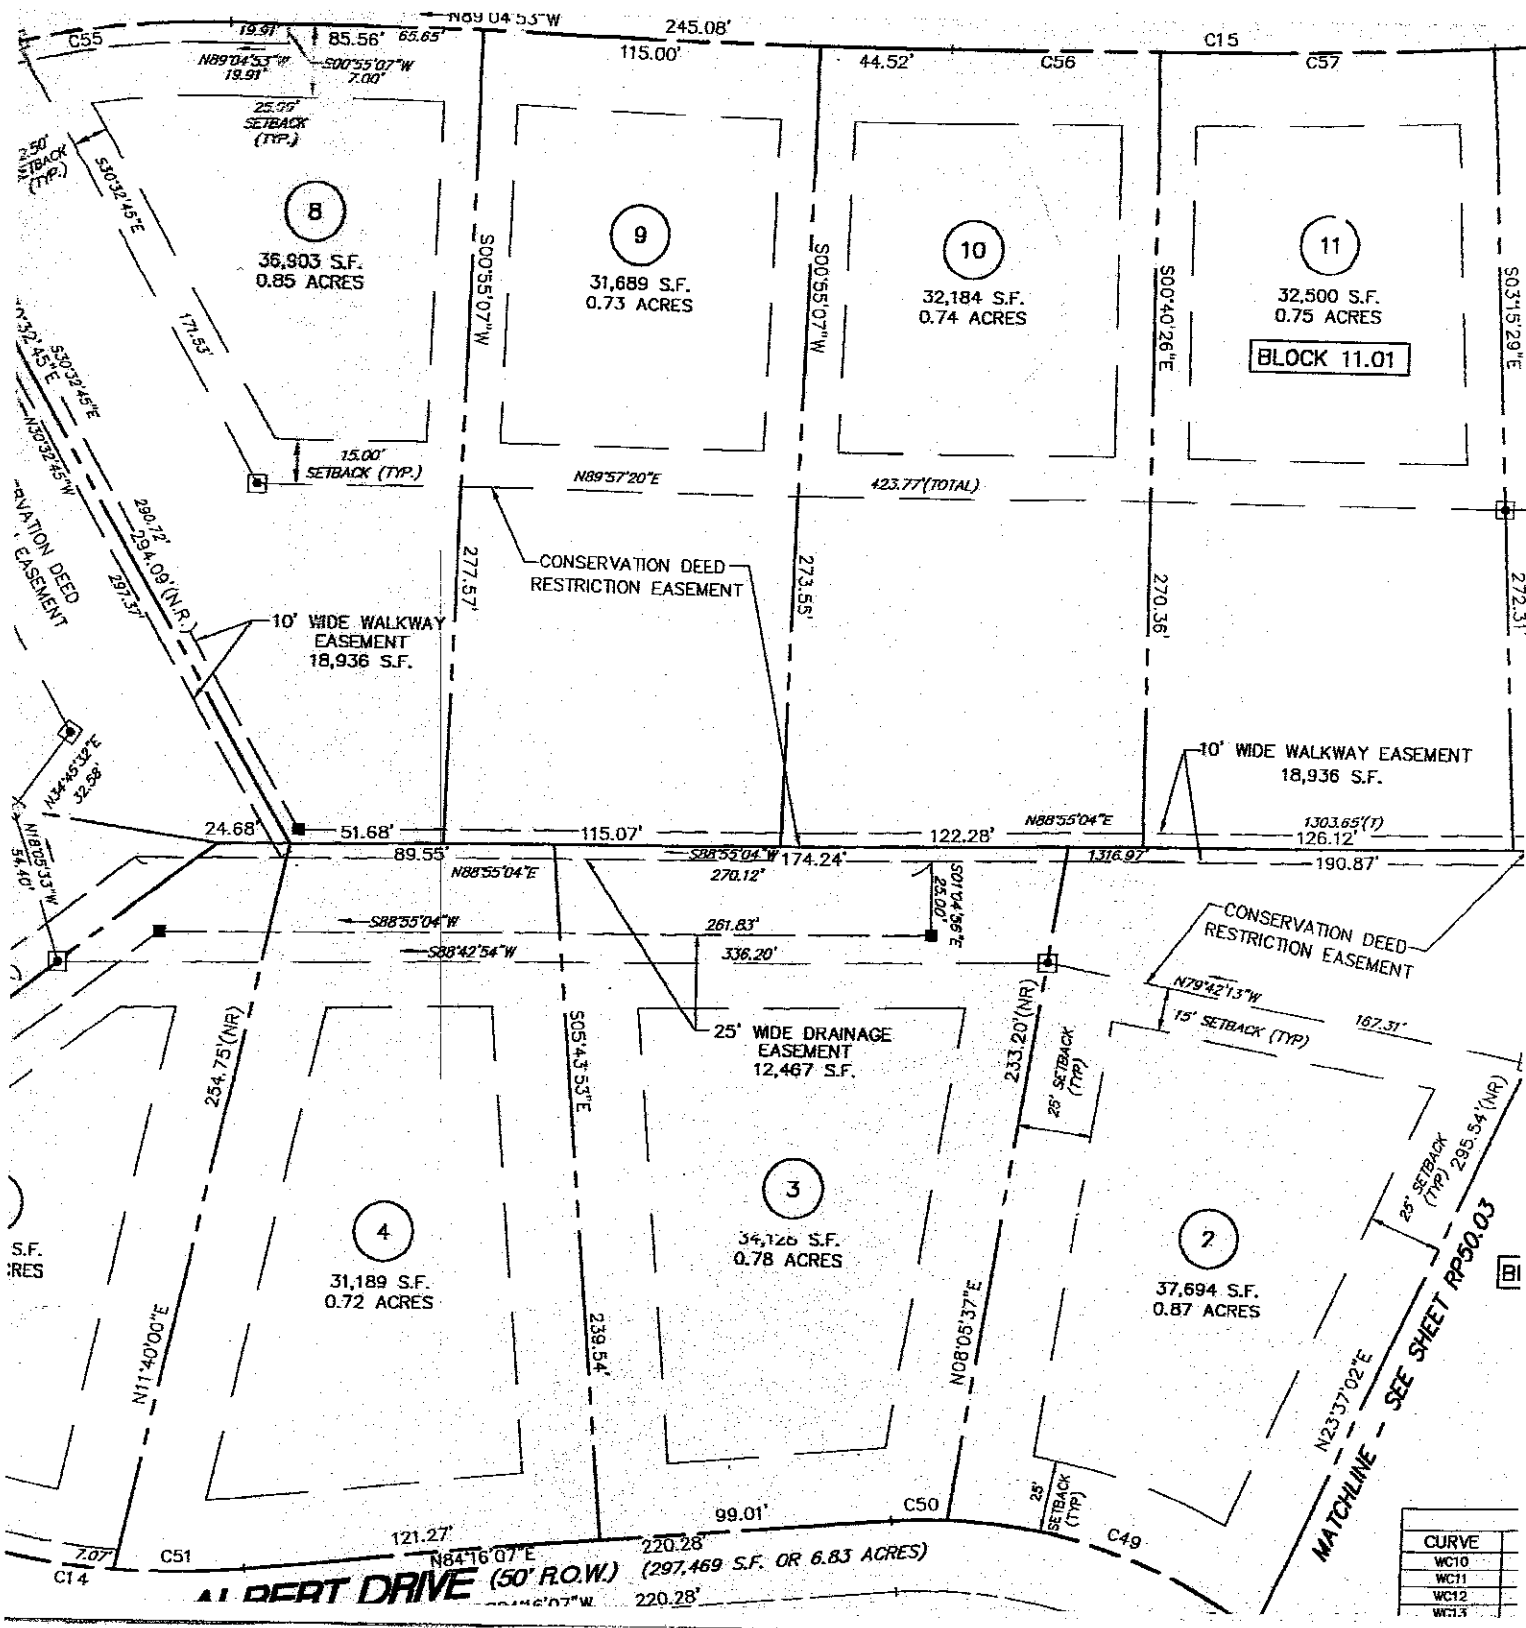 N89°04'53"W
245.08'
C55
19.91'
85.56'
65.65'
115.00'
44.52'
C56
C15
C57
N89°04'53"W
19.91'
S00°55'07"W
7.00'
SETBACK
(TYP.)
50'
(TYP.)
S30°32'45"E
8
36,903 S.F.
0.85 ACRES
9
31,689 S.F.
0.73 ACRES
10
32,184 S.F.
0.74 ACRES
11
32,500 S.F.
0.75 ACRES
BLOCK 11.01
S00°55'07"W
S00°55'07"W
S00°40'26"E
S03°15'29"E
171.53'
S30°32'45"E
N30°32'45"W
15.00'
SETBACK (TYP.)
N89°57'20"E
423.77'(TOTAL)
290.72'
294.09'(N.R.)
297.37'
DEED
EASEMENT
277.57'
273.55'
270.36'
272.31'
CONSERVATION DEED
RESTRICTION EASEMENT
10' WIDE WALKWAY
EASEMENT
18,936 S.F.
10' WIDE WALKWAY EASEMENT
18,936 S.F.
N34°45'32"E
32.58'
N18°05'33"W
54.40'
24.68'
51.68'
115.07'
122.28'
N88°55'04"E
1303.65'(T)
126.12'
89.55'
N88°55'04"E
S88°55'04"W
174.24'
270.12'
1316.97'
190.87'
S01°04'56"E
25.00'
S88°55'04"W
261.83'
S88°42'54"W
336.20'
CONSERVATION DEED
RESTRICTION EASEMENT
N79°42'13"W
167.31'
15' SETBACK (TYP)
254.75'(NR)
S05°43'53"E
25' WIDE DRAINAGE
EASEMENT
12,467 S.F.
233.20'(NR)
25' SETBACK
(TYP)
295.54'(NR)
25' SETBACK
(TYP)
4
31,189 S.F.
0.72 ACRES
3
34,126 S.F.
0.78 ACRES
2
37,694 S.F.
0.87 ACRES
S.F.
N11°40'00"E
239.54'
N08°05'37"E
N23°37'02"E
MATCHLINE - SEE SHEET RP50.03
25'
SETBACK
(TYP)
7.07'
C14
C51
121.27'
N84°16'07"E
99.01'
220.28'
C50
C49
ALBERT DRIVE (50' R.O.W.) (297,469 S.F. OR 6.83 ACRES)
220.28'
CURVE
WC10
WC11
WC12
WC13